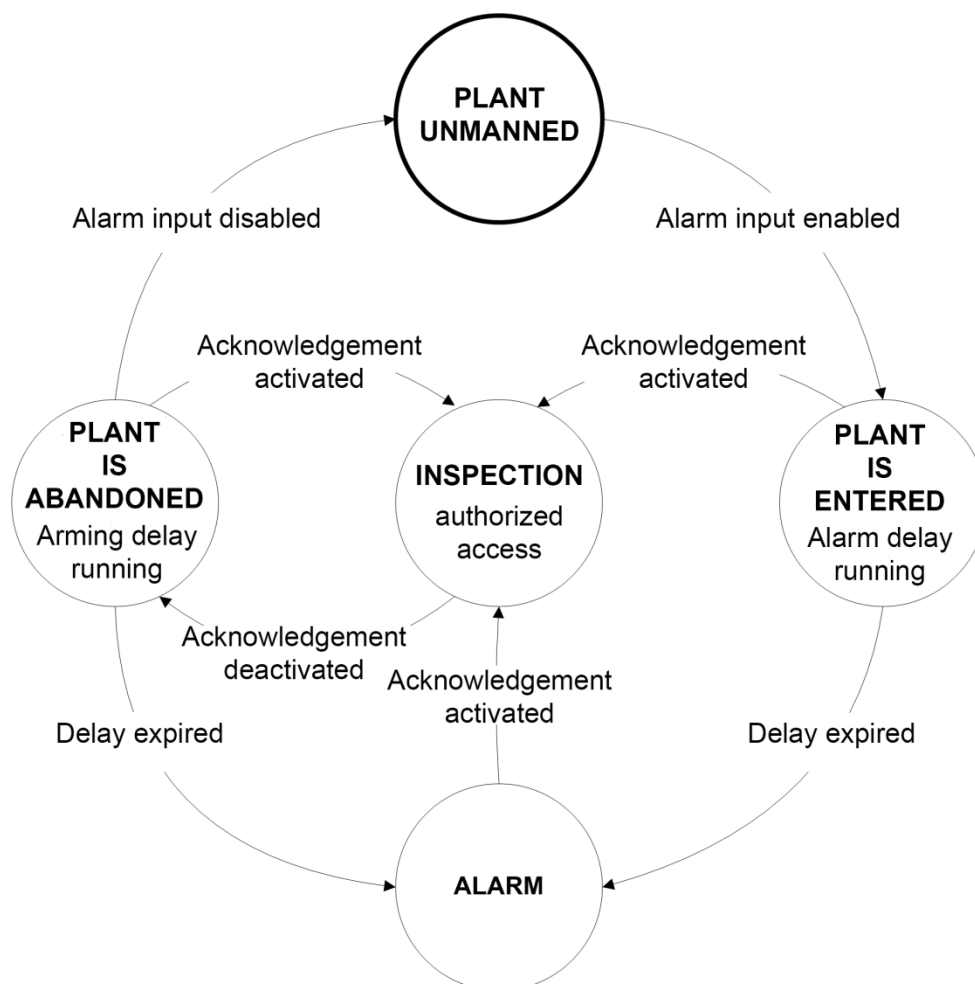 PLANT
UNMANNED
Alarm input disabled
Alarm input enabled
Acknowledgement
activated
Acknowledgement
activated
PLANT
IS
ABANDONED
Arming delay
running
INSPECTION
authorized
access
PLANT
IS
ENTERED
Alarm delay
running
Acknowledgement
deactivated
Acknowledgement
activated
Delay expired
Delay expired
ALARM